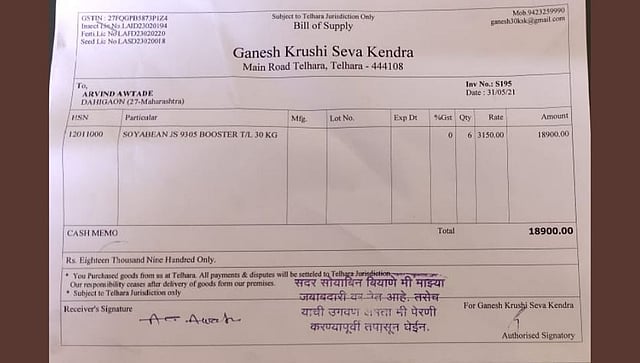 GSTIN : 27FQGPB5873P1Z4
Subject to Telhara Jurisdiction Only
Mob.9423259990
Insect Lic No.LAID23020194
Bill of Supply
ganesh30ksk@gmail.com
Ferti Lic No.LAFD23020220
Seed Lic No.LASD23020018
Ganesh Krushi Seva Kendra
Main Road Telhara, Telhara - 444108
To,
Inv No.: S195
ARVIND AWTADE
Date : 31/05/21
DAHIGAON (27-Maharashtra)
HSN Particular Mfg. Lot No. Exp Dt %Gst Qty Rate Amount
12011000 SOYABEAN JS 9305 BOOSTER T/L 30 KG 0 6 3150.00 18900.00
CASH MEMO Total 18900.00
Rs. Eighteen Thousand Nine Hundred Only.
* You Purchased goods from us at Telhara. All payments & disputes will be setteled to Telhara Jurisdiction
Our responsibility ceases after delivery of goods form our premises.
* Subject to Telhara Jurisdiction only
सदर सोयाबिन बियाणे मी माझ्या
जबाबदारी वर नेत आहे. तसेच
याची उगवण क्षमता मी पेरणी
करण्यापूर्वी तपासून घेईन.
Receiver's Signature
For Ganesh Krushi Seva Kendra
Authorised Signatory